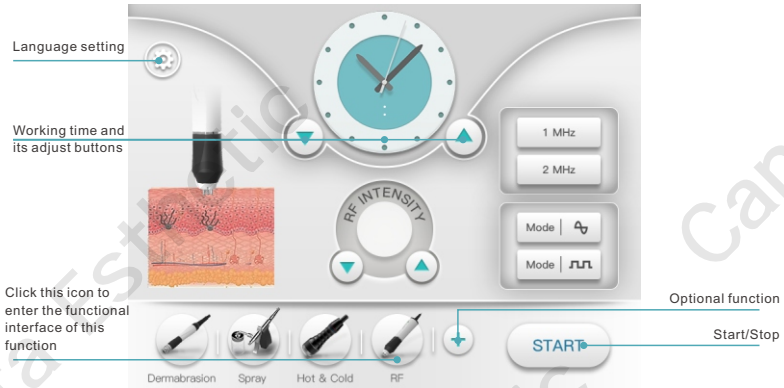 Language setting
Working time and
its adjust buttons
Click this icon to
enter the functional
interface of this
function
RF INTENSITY
1 MHz
2 MHz
Mode
Mode
Optional function
Start/Stop
START
Dermabrasion
Spray
Hot & Cold
RF
Esthetic